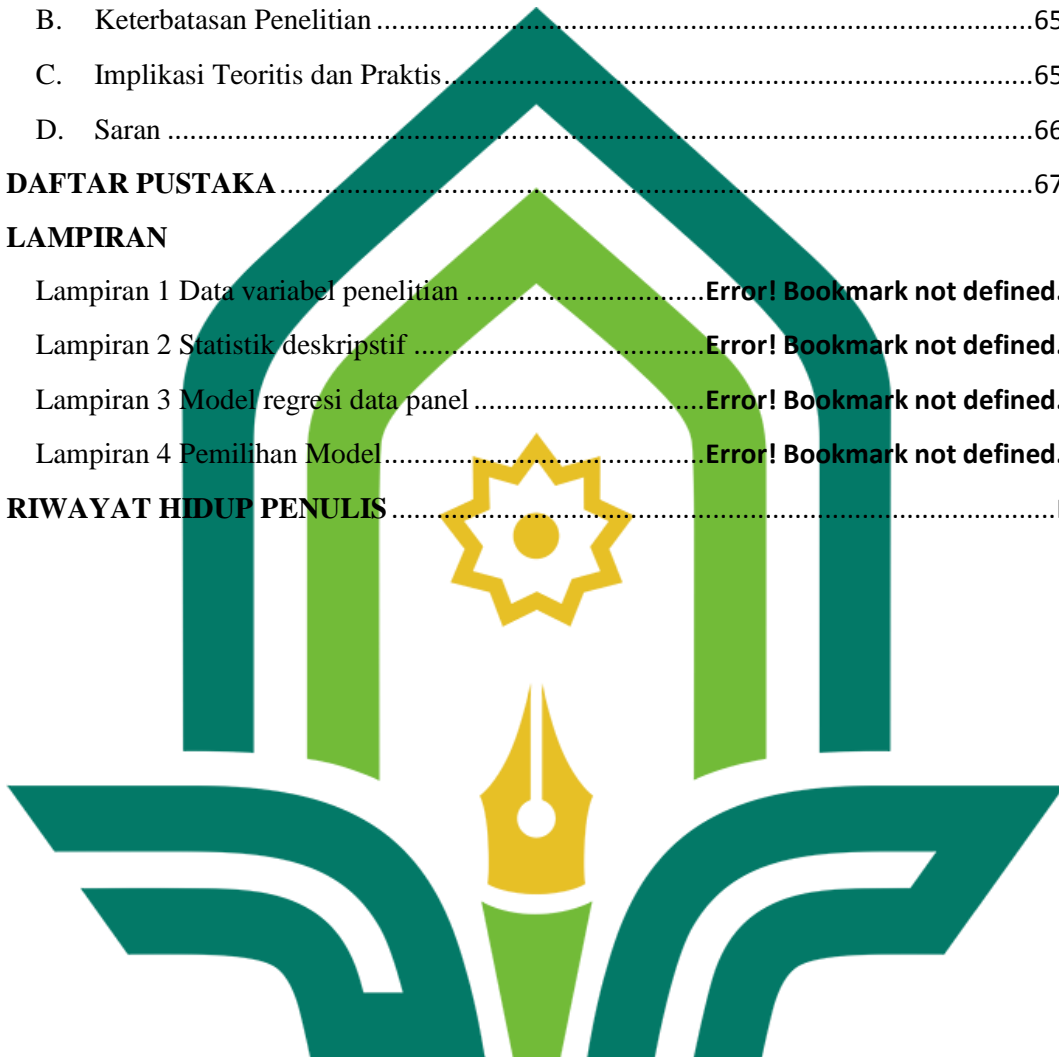 B. Keterbatasan Penelitian ........ 65
C. Implikasi Teoritis dan Praktis ........ 65
D. Saran ........ 66
DAFTAR PUSTAKA ........ 67
LAMPIRAN
Lampiran 1 Data variabel penelitian ........ Error! Bookmark not defined.
Lampiran 2 Statistik deskripstif ........ Error! Bookmark not defined.
Lampiran 3 Model regresi data panel ........ Error! Bookmark not defined.
Lampiran 4 Pemilihan Model ........ Error! Bookmark not defined.
RIWAYAT HIDUP PENULIS ........